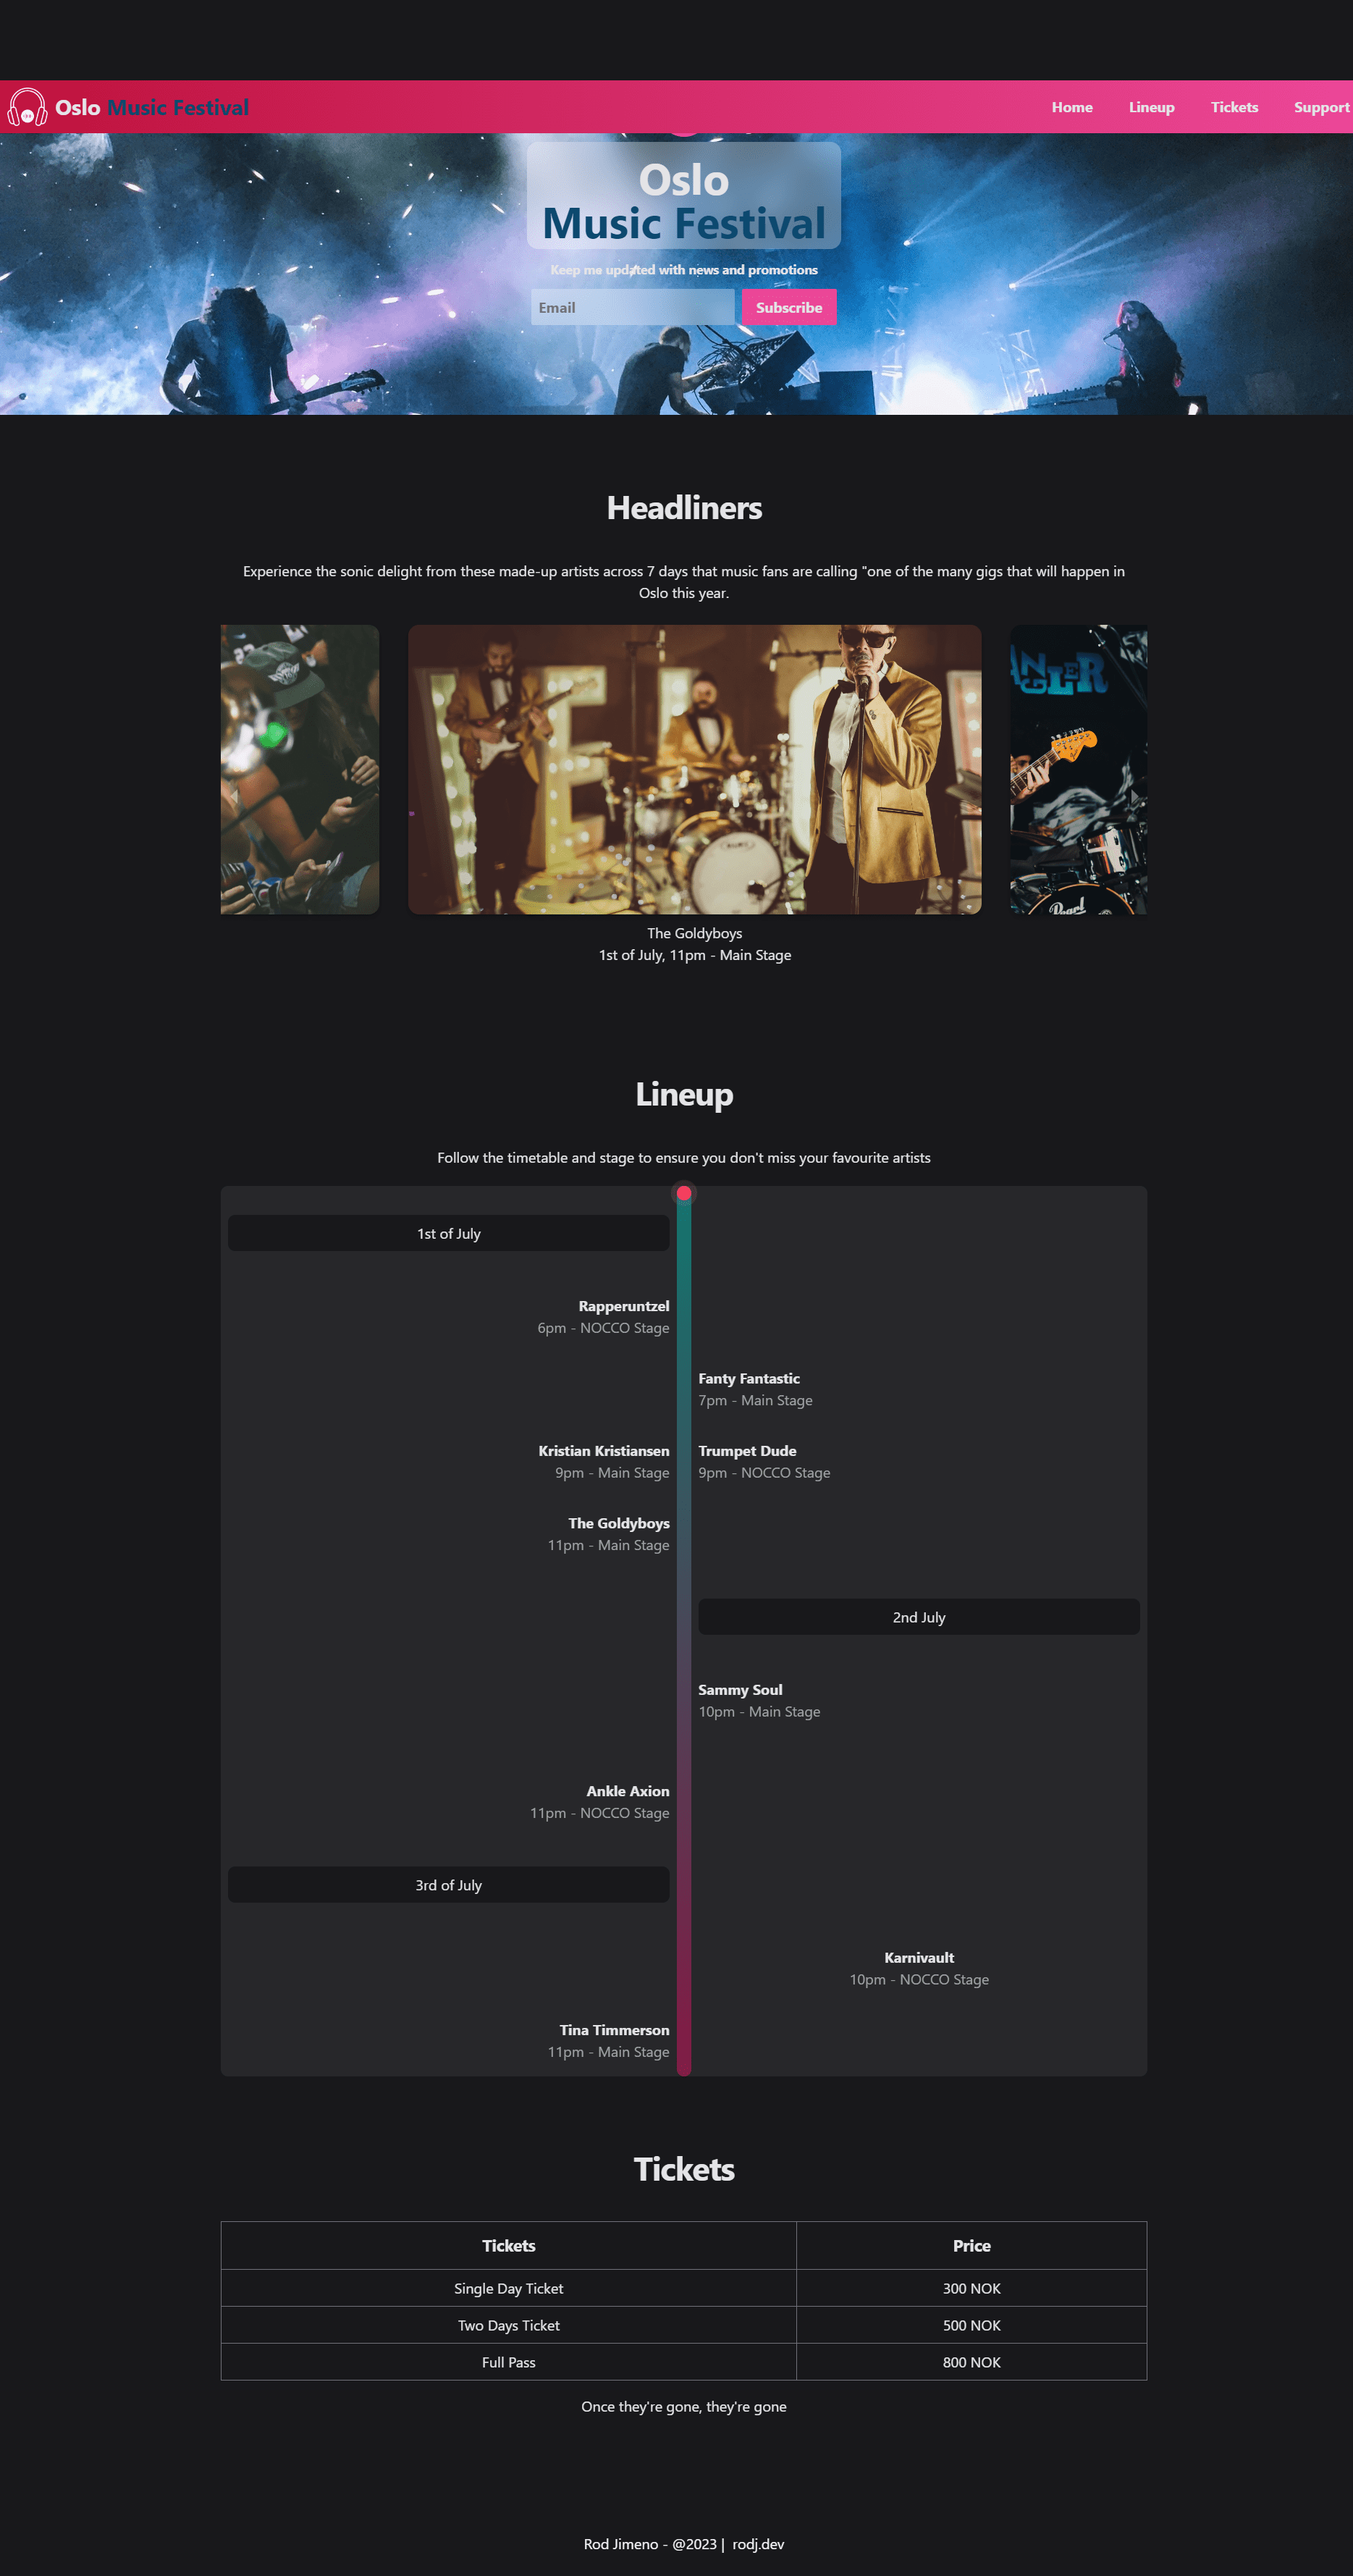 Oslo Music Festival
Home
Lineup
Tickets
Support
Oslo
Music Festival
Keep me updated with news and promotions
Email
Subscribe
Headliners
Experience the sonic delight from these made-up artists across 7 days that music fans are calling "one of the many gigs that will happen in
Oslo this year.
ANGLER
Pearl
The Goldyboys
1st of July, 11pm - Main Stage
Lineup
Follow the timetable and stage to ensure you don't miss your favourite artists
1st of July
Rapperuntzel
6pm - NOCCO Stage
Fanty Fantastic
7pm - Main Stage
Kristian Kristiansen
9pm - Main Stage
Trumpet Dude
9pm - NOCCO Stage
The Goldyboys
11pm - Main Stage
2nd July
Sammy Soul
10pm - Main Stage
Ankle Axion
11pm - NOCCO Stage
3rd of July
Karnivault
10pm - NOCCO Stage
Tina Timmerson
11pm - Main Stage
Tickets
Tickets
Price
Single Day Ticket
300 NOK
Two Days Ticket
500 NOK
Full Pass
800 NOK
Once they're gone, they're gone
Rod Jimeno - @2023 | rodj.dev